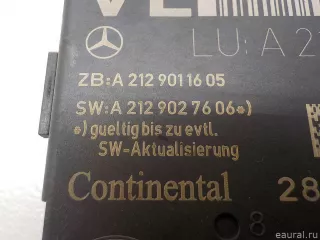 LU: A 2
ZB: A 212 901 16 05
SW: A 212 902 76 06 *)
*) gueltig bis zu evtl.
SW-Aktualisierung
Continental 28
8
eaural.ru